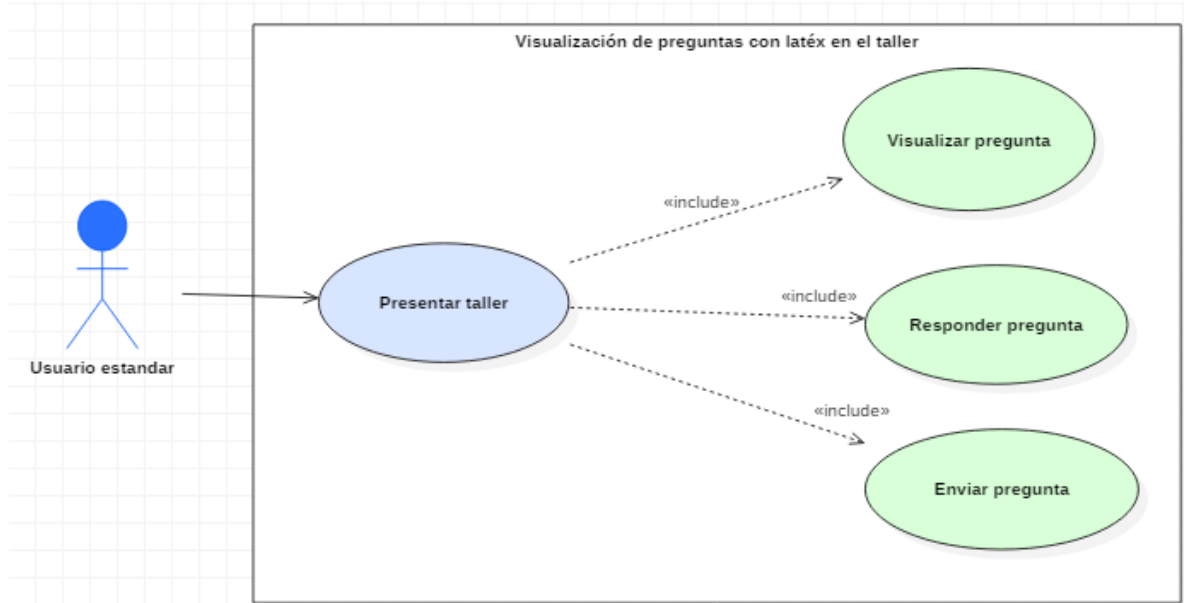 Visualización de preguntas con latéx en el taller
Visualizar pregunta
«include»
Presentar taller
«include»
Responder pregunta
Usuario estandar
«include»
Enviar pregunta